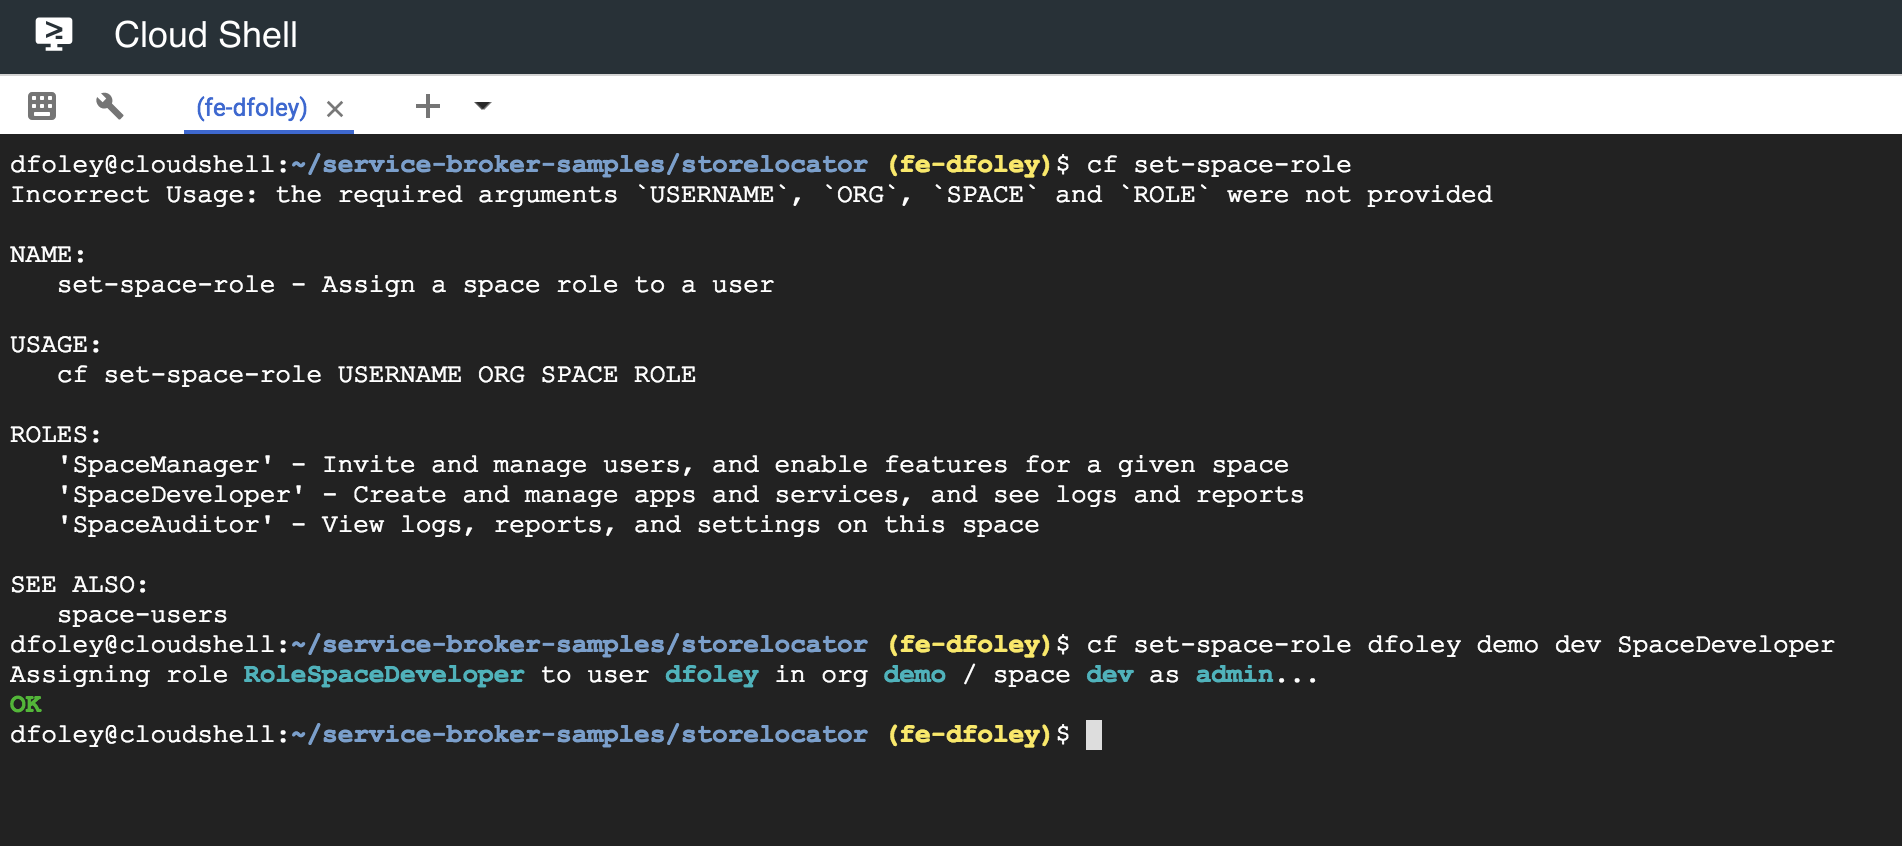 Cloud Shell
(fe-dfoley)
dfoley@cloudshell:~/service-broker-samples/storelocator (fe-dfoley)$ cf set-space-role
Incorrect Usage: the required arguments `USERNAME`, `ORG`, `SPACE` and `ROLE` were not provided
NAME:
   set-space-role - Assign a space role to a user
USAGE:
   cf set-space-role USERNAME ORG SPACE ROLE
ROLES:
   'SpaceManager' - Invite and manage users, and enable features for a given space
   'SpaceDeveloper' - Create and manage apps and services, and see logs and reports
   'SpaceAuditor' - View logs, reports, and settings on this space
SEE ALSO:
   space-users
dfoley@cloudshell:~/service-broker-samples/storelocator (fe-dfoley)$ cf set-space-role dfoley demo dev SpaceDeveloper
Assigning role RoleSpaceDeveloper to user dfoley in org demo / space dev as admin...
OK
dfoley@cloudshell:~/service-broker-samples/storelocator (fe-dfoley)$